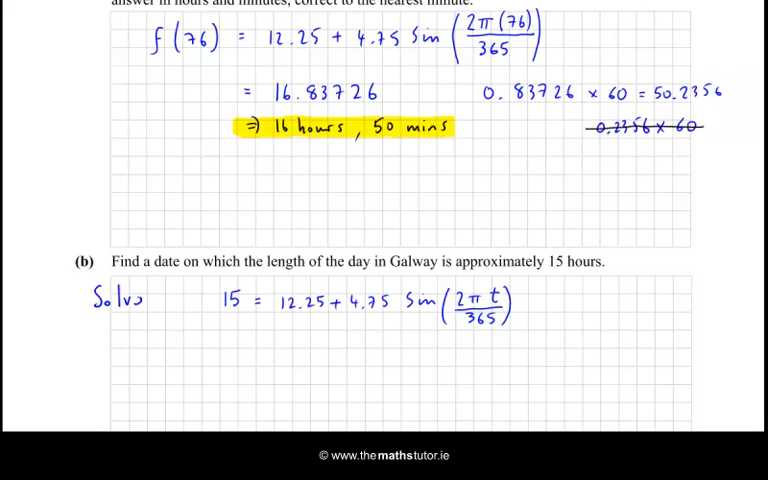 answer in hours and minutes, correct to the nearest minute.
f(76) = 12.25 + 4.75 Sin (2π(76)/365)
= 16.83726 0.83726 × 60 = 50.2356
⇒ 16 hours, 50 mins 0.2356 × 60
(b) Find a date on which the length of the day in Galway is approximately 15 hours.
Solve 15 = 12.25 + 4.75 Sin (2πt/365)
© www.themathstutor.ie